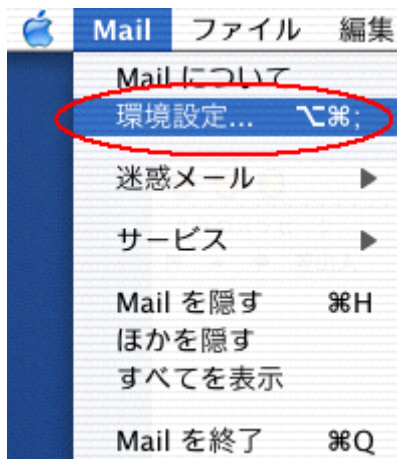 Mail ファイル 編集
Mail について
環境設定... ⌥⌘;
迷惑メール ▶
サービス ▶
Mail を隠す ⌘H
ほかを隠す
すべてを表示
Mail を終了 ⌘Q